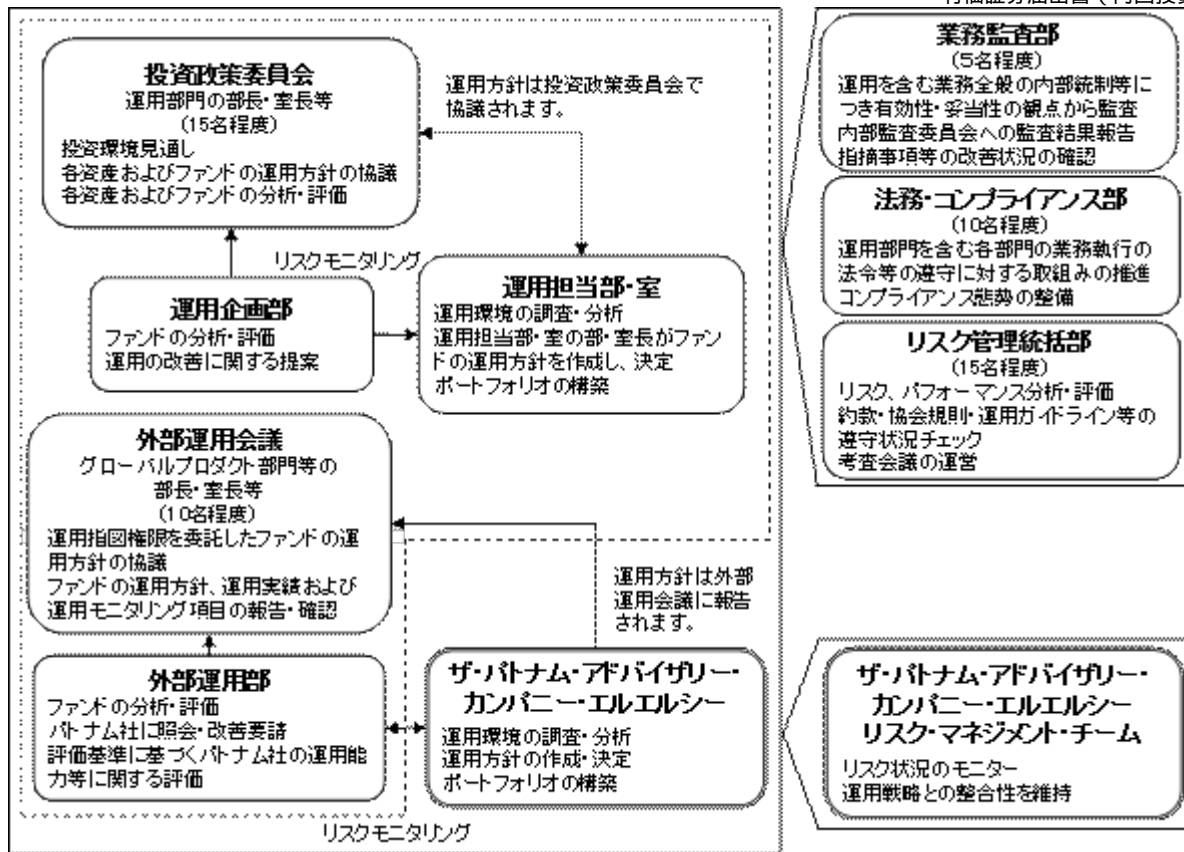 投資政策委員会
運用部門の部長・室長等
(15名程度)
投資環境見通し
各資産およびファンドの運用方針の協議
各資産およびファンドの分析・評価
運用方針は投資政策委員会で
協議されます。
リスクモニタリング
運用企画部
ファンドの分析・評価
運用の改善に関する提案
運用担当部・室
運用環境の調査・分析
運用担当部・室の部・室長がファン
ドの運用方針を作成し、決定
ポートフォリオの構築
外部運用会議
グローバルプロダクト部門等の
部長・室長等
(10名程度)
運用指図権限を委託したファンドの運
用方針の協議
ファンドの運用方針、運用実績および
運用モニタリング項目の報告・確認
運用方針は外部
運用会議に報告
されます。
外部運用部
ファンドの分析・評価
パトナム社に照会・改善要請
評価基準に基づくパトナム社の運用能
力等に関する評価
ザ・パトナム・アドバイザリー・
カンパニー・エルエルシー
運用環境の調査・分析
運用方針の作成・決定
ポートフォリオの構築
リスクモニタリング
業務監査部
(5名程度)
運用を含む業務全般の内部統制等に
つき有効性・妥当性の観点から監査
内部監査委員会への監査結果報告
指摘事項等の改善状況の確認
法務・コンプライアンス部
(10名程度)
運用部門を含む各部門の業務執行の
法令等の遵守に対する取組みの推進
コンプライアンス態勢の整備
リスク管理統括部
(15名程度)
リスク、パフォーマンス分析・評価
約款・協会規則・運用ガイドライン等の
遵守状況チェック
考査会議の運営
ザ・パトナム・アドバイザリー・
カンパニー・エルエルシー
リスク・マネジメント・チーム
リスク状況のモニター
運用戦略との整合性を維持